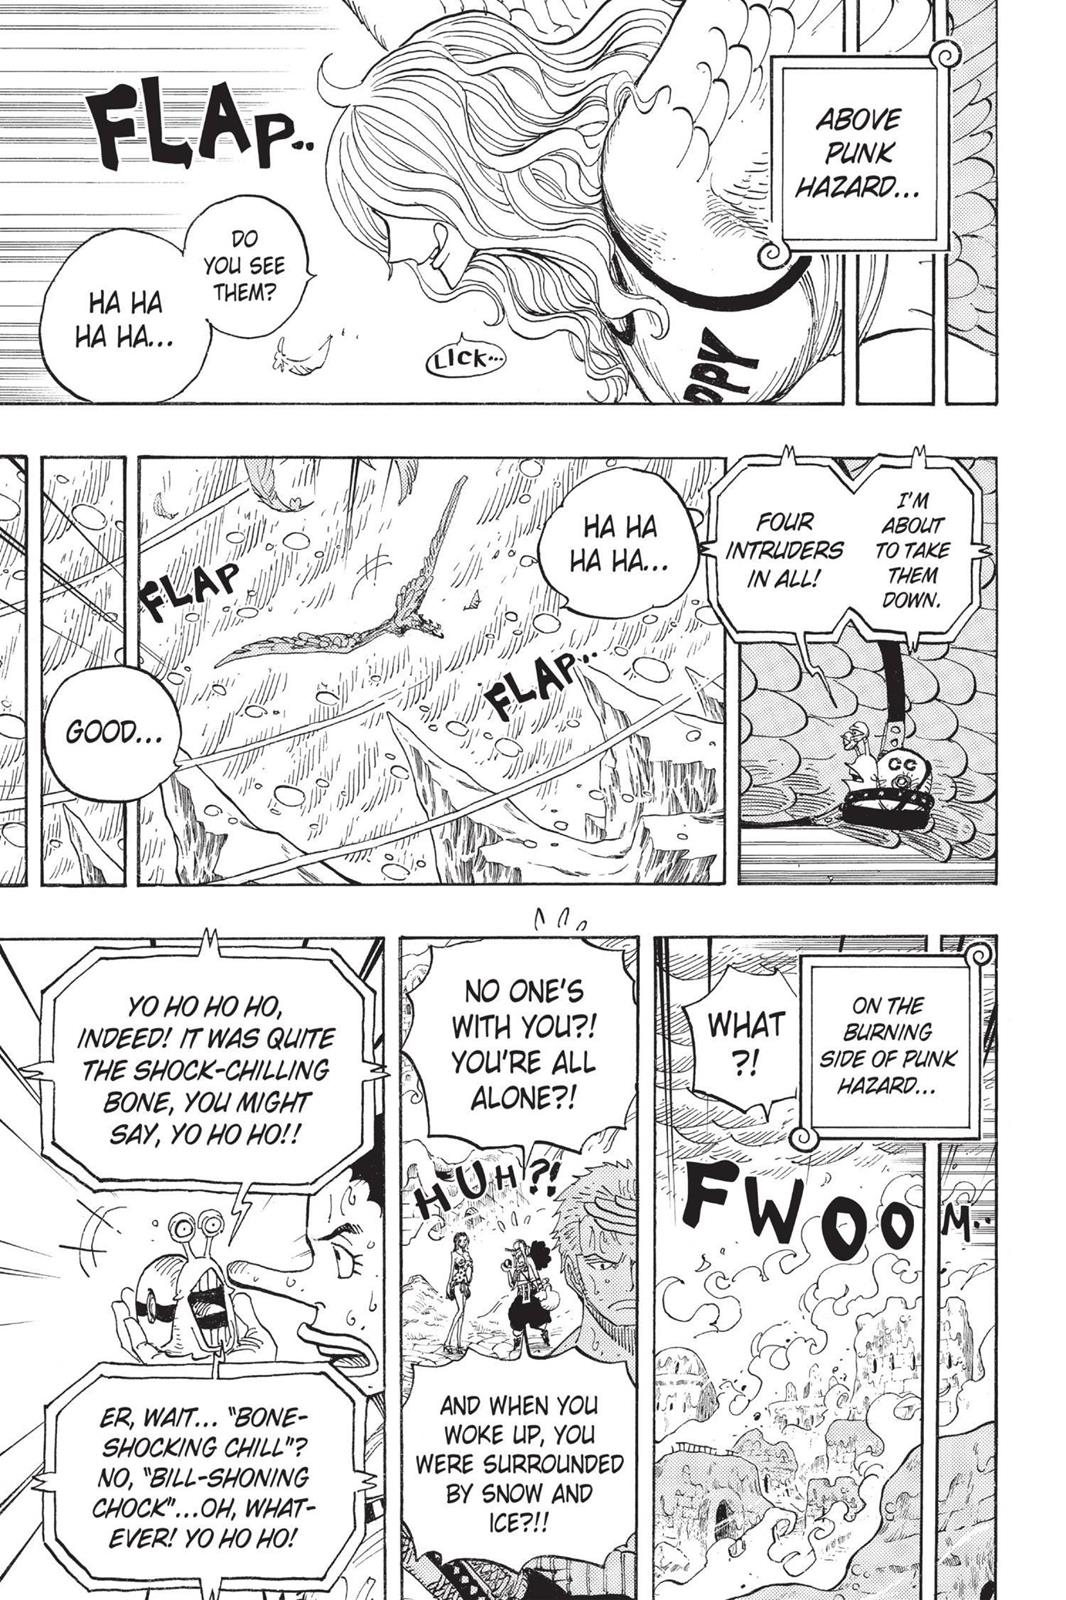 ABOVE
PUNK
HAZARD...
FLAP..
DO
YOU SEE
THEM?
HA HA
HA HA...
LICK...
OPPY
I'M
ABOUT
TO TAKE
THEM
DOWN.
FOUR
INTRUDERS
IN ALL!
CC
HA HA
HA HA...
FLAP
FLAP...
GOOD...
ON THE
BURNING
SIDE OF PUNK
HAZARD...
WHAT
?!
FWOOM..
NO ONE'S
WITH YOU?!
YOU'RE ALL
ALONE?!
HUH?!
AND WHEN YOU
WOKE UP, YOU
WERE SURROUNDED
BY SNOW AND
ICE?!!
YO HO HO HO,
INDEED! IT WAS QUITE
THE SHOCK-CHILLING
BONE, YOU MIGHT
SAY, YO HO HO!!
ER, WAIT... "BONE-
SHOCKING CHILL"?
NO, "BILL-SHONING
CHOCK"...OH, WHAT-
EVER! YO HO HO!